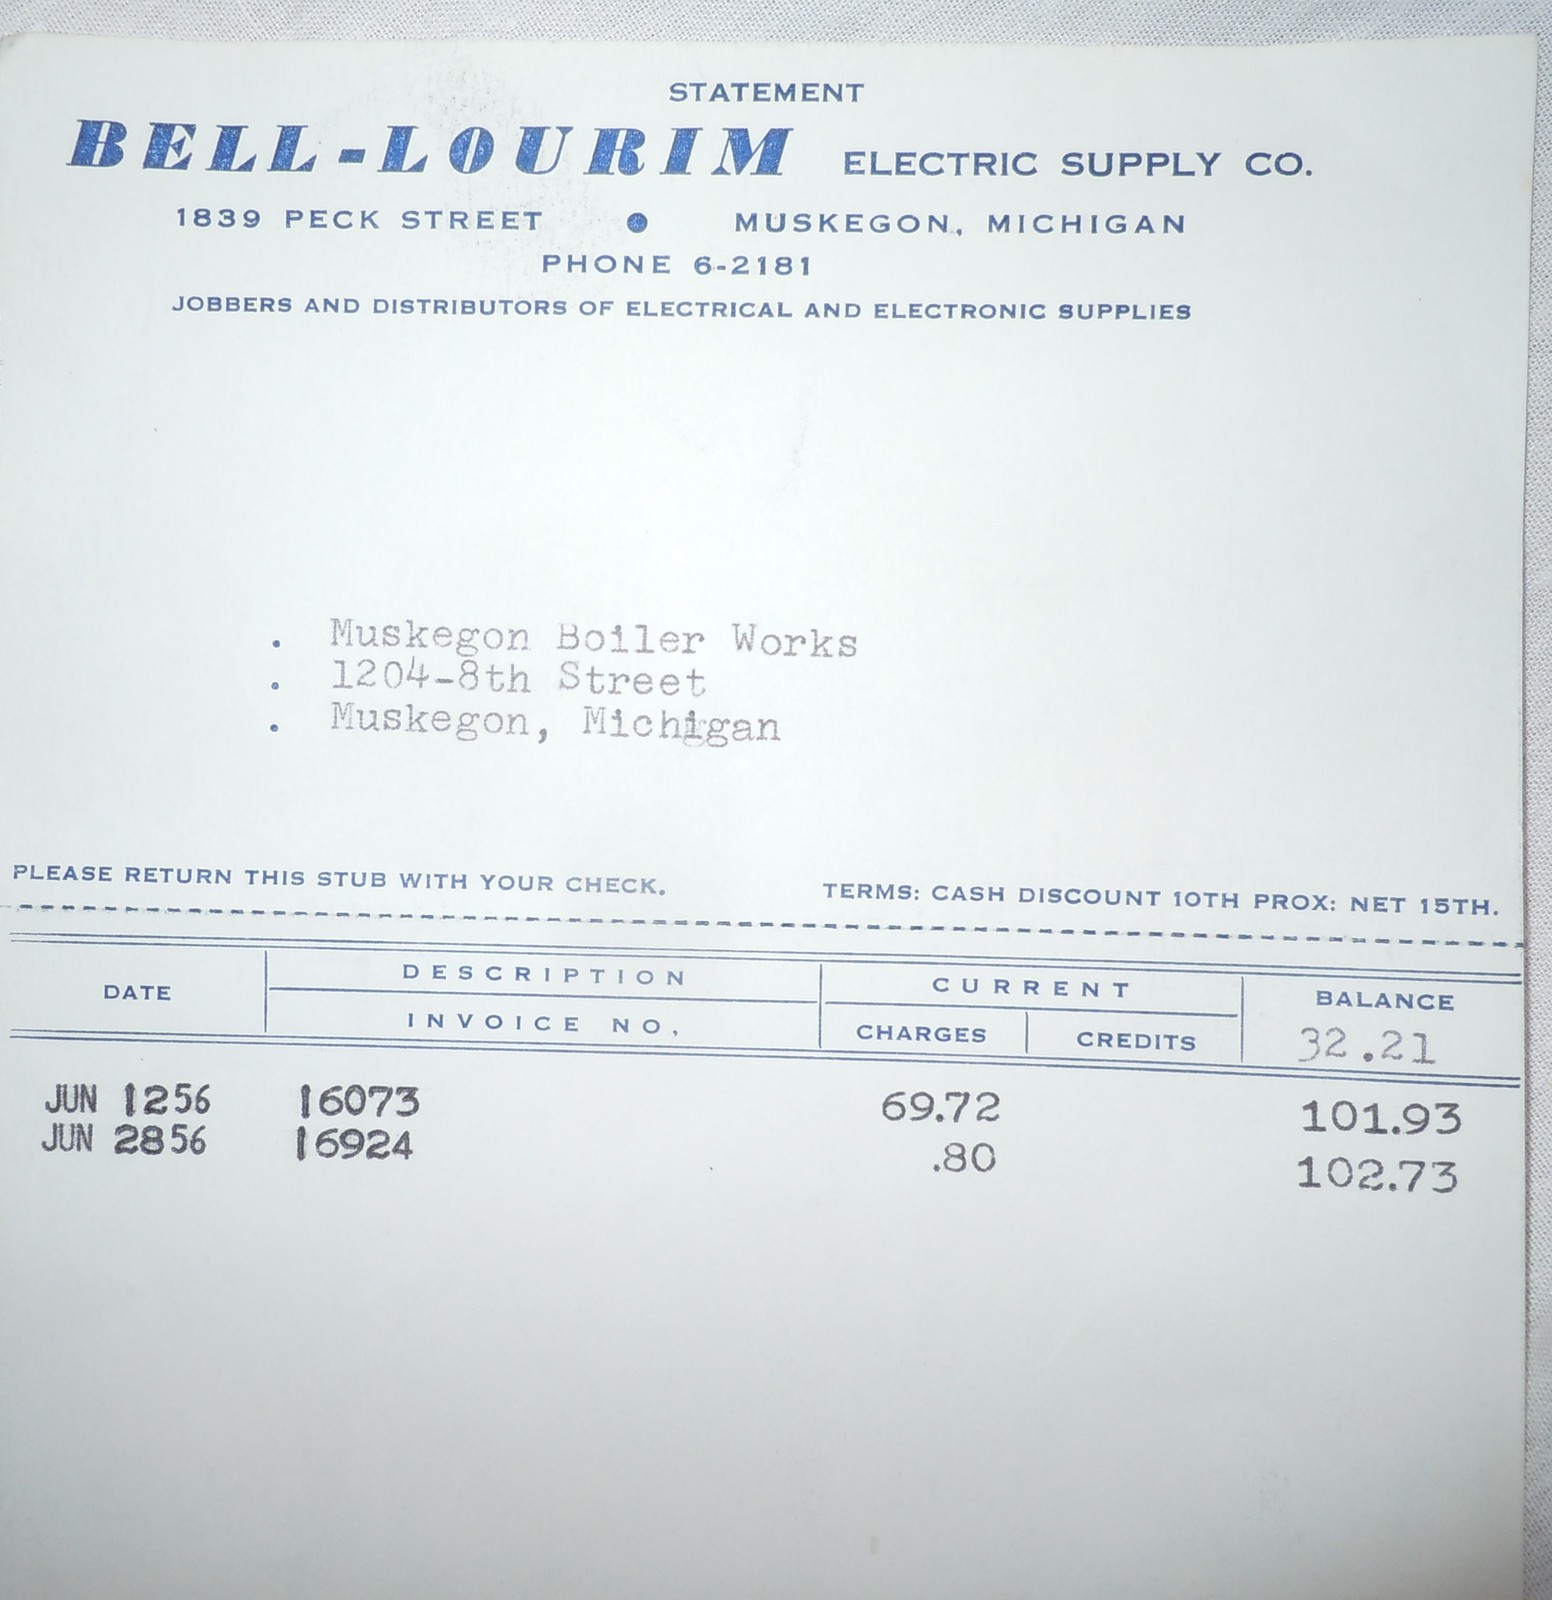 STATEMENT
BELL-LOURIM ELECTRIC SUPPLY CO.
1839 PECK STREET ● MUSKEGON, MICHIGAN
PHONE 6-2181
JOBBERS AND DISTRIBUTORS OF ELECTRICAL AND ELECTRONIC SUPPLIES
. Muskegon Boiler Works
. 1204-8th Street
. Muskegon, Michigan
PLEASE RETURN THIS STUB WITH YOUR CHECK. TERMS: CASH DISCOUNT 10TH PROX: NET 15TH.
DATE DESCRIPTION CURRENT BALANCE
INVOICE NO. CHARGES CREDITS 32.21
JUN 12 56 16073 69.72 101.93
JUN 28 56 16924 .80 102.73